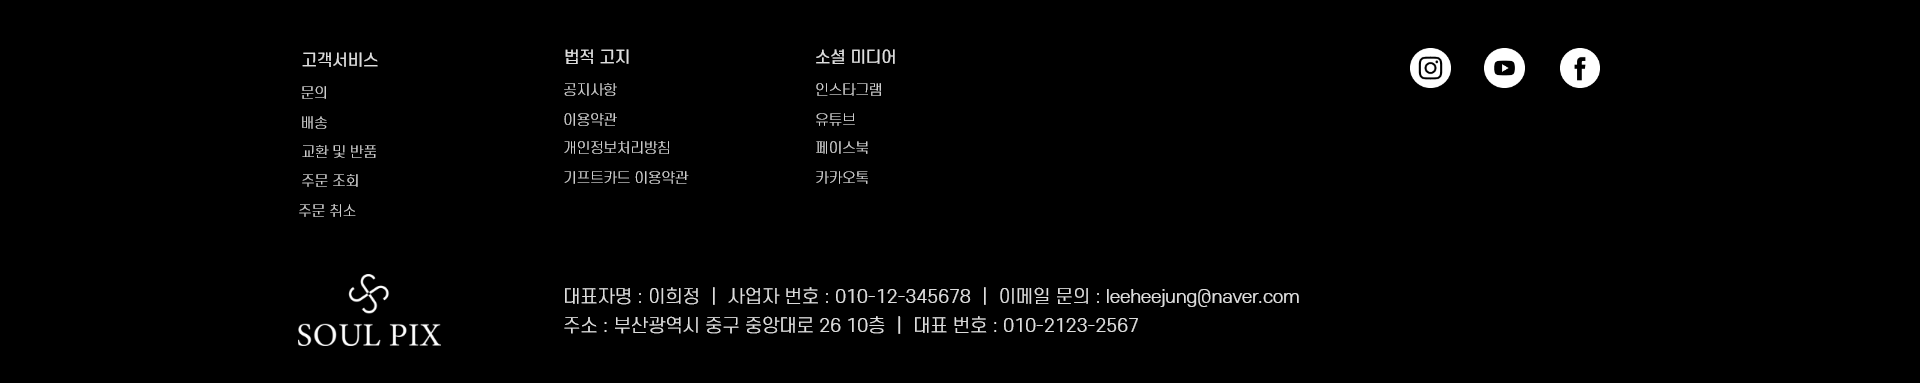 고객서비스
문의
배송
교환 및 반품
주문 조회
주문 취소
법적 고지
공지사항
이용약관
개인정보처리방침
기프트카드 이용약관
소셜 미디어
인스타그램
유튜브
페이스북
카카오톡
SOUL PIX
대표자명 : 이희정 | 사업자 번호 : 010-12-345678 | 이메일 문의 : leeheejung@naver.com
주소 : 부산광역시 중구 중앙대로 26 10층 | 대표 번호 : 010-2123-2567